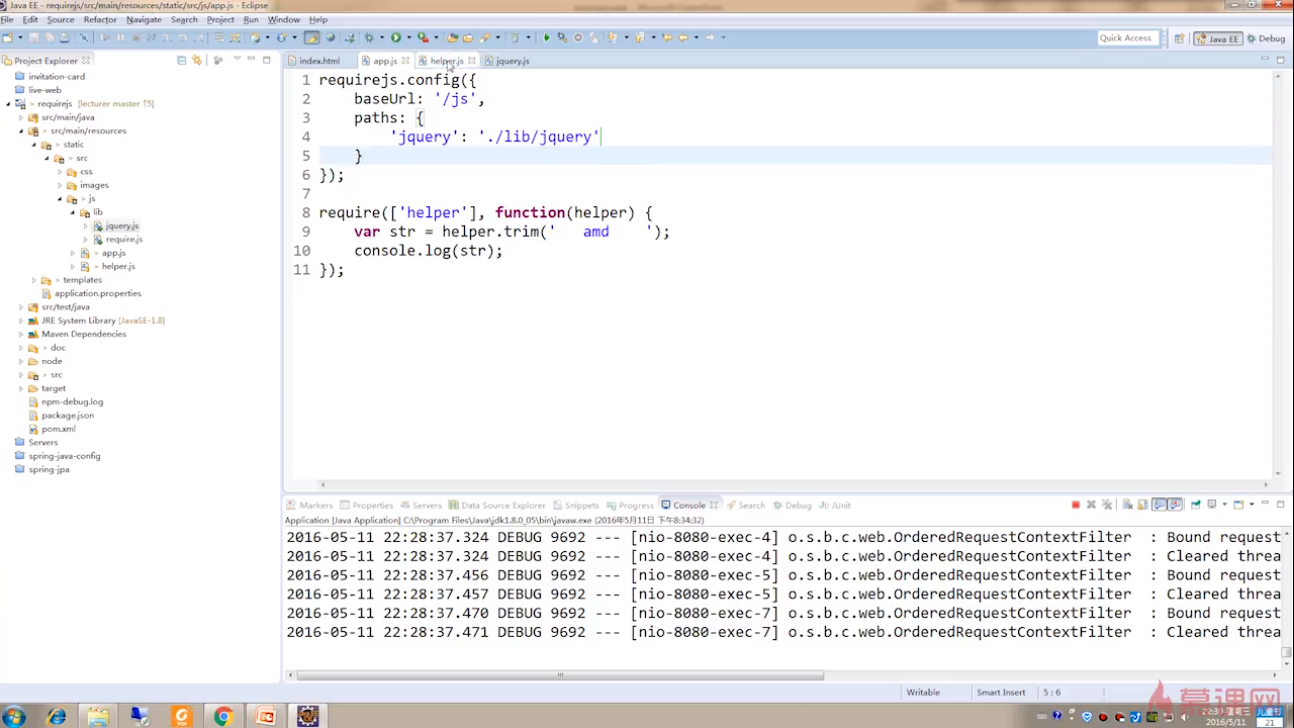 Java EE - requirejs/src/main/resources/static/src/js/app.js - Eclipse
File Edit Source Refactor Navigate Search Project Run Window Help
Quick Access
Java EE
Debug
Project Explorer
index.html
app.js
helper.js
jquery.js
invitation-card
live-web
requirejs [lecturer master ↑5]
src/main/java
src/main/resources
static
src
css
images
js
lib
jquery.js
require.js
app.js
helper.js
templates
application.properties
src/test/java
JRE System Library [JavaSE-1.8]
Maven Dependencies
doc
node
src
target
npm-debug.log
package.json
pom.xml
Servers
spring-java-config
spring-jpa
1 requirejs.config({
2 baseUrl: '/js',
3 paths: {
4 'jquery': './lib/jquery'
5 }
6 });
7
8 require(['helper'], function(helper) {
9 var str = helper.trim('   amd    ');
10 console.log(str);
11 });
Markers Properties Servers Data Source Explorer Snippets Progress Console Search Debug JUnit
Application [Java Application] C:\Program Files\Java\jdk1.8.0_05\bin\javaw.exe (2016年5月11日 下午8:34:32)
2016-05-11 22:28:37.324 DEBUG 9692 --- [nio-8080-exec-4] o.s.b.c.web.OrderedRequestContextFilter : Bound request
2016-05-11 22:28:37.324 DEBUG 9692 --- [nio-8080-exec-4] o.s.b.c.web.OrderedRequestContextFilter : Cleared threa
2016-05-11 22:28:37.456 DEBUG 9692 --- [nio-8080-exec-5] o.s.b.c.web.OrderedRequestContextFilter : Bound request
2016-05-11 22:28:37.457 DEBUG 9692 --- [nio-8080-exec-5] o.s.b.c.web.OrderedRequestContextFilter : Cleared threa
2016-05-11 22:28:37.470 DEBUG 9692 --- [nio-8080-exec-7] o.s.b.c.web.OrderedRequestContextFilter : Bound request
2016-05-11 22:28:37.471 DEBUG 9692 --- [nio-8080-exec-7] o.s.b.c.web.OrderedRequestContextFilter : Cleared threa
Writable
Smart Insert
5 : 6
慕课网
2016/5/11
21